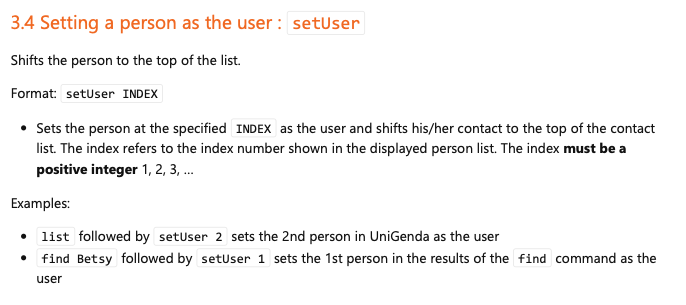 3.4 Setting a person as the user : setUser
Shifts the person to the top of the list.
Format: setUser INDEX
• Sets the person at the specified INDEX as the user and shifts his/her contact to the top of the contact
list. The index refers to the index number shown in the displayed person list. The index must be a
positive integer 1, 2, 3, …
Examples:
• list followed by setUser 2 sets the 2nd person in UniGenda as the user
• find Betsy followed by setUser 1 sets the 1st person in the results of the find command as the
user